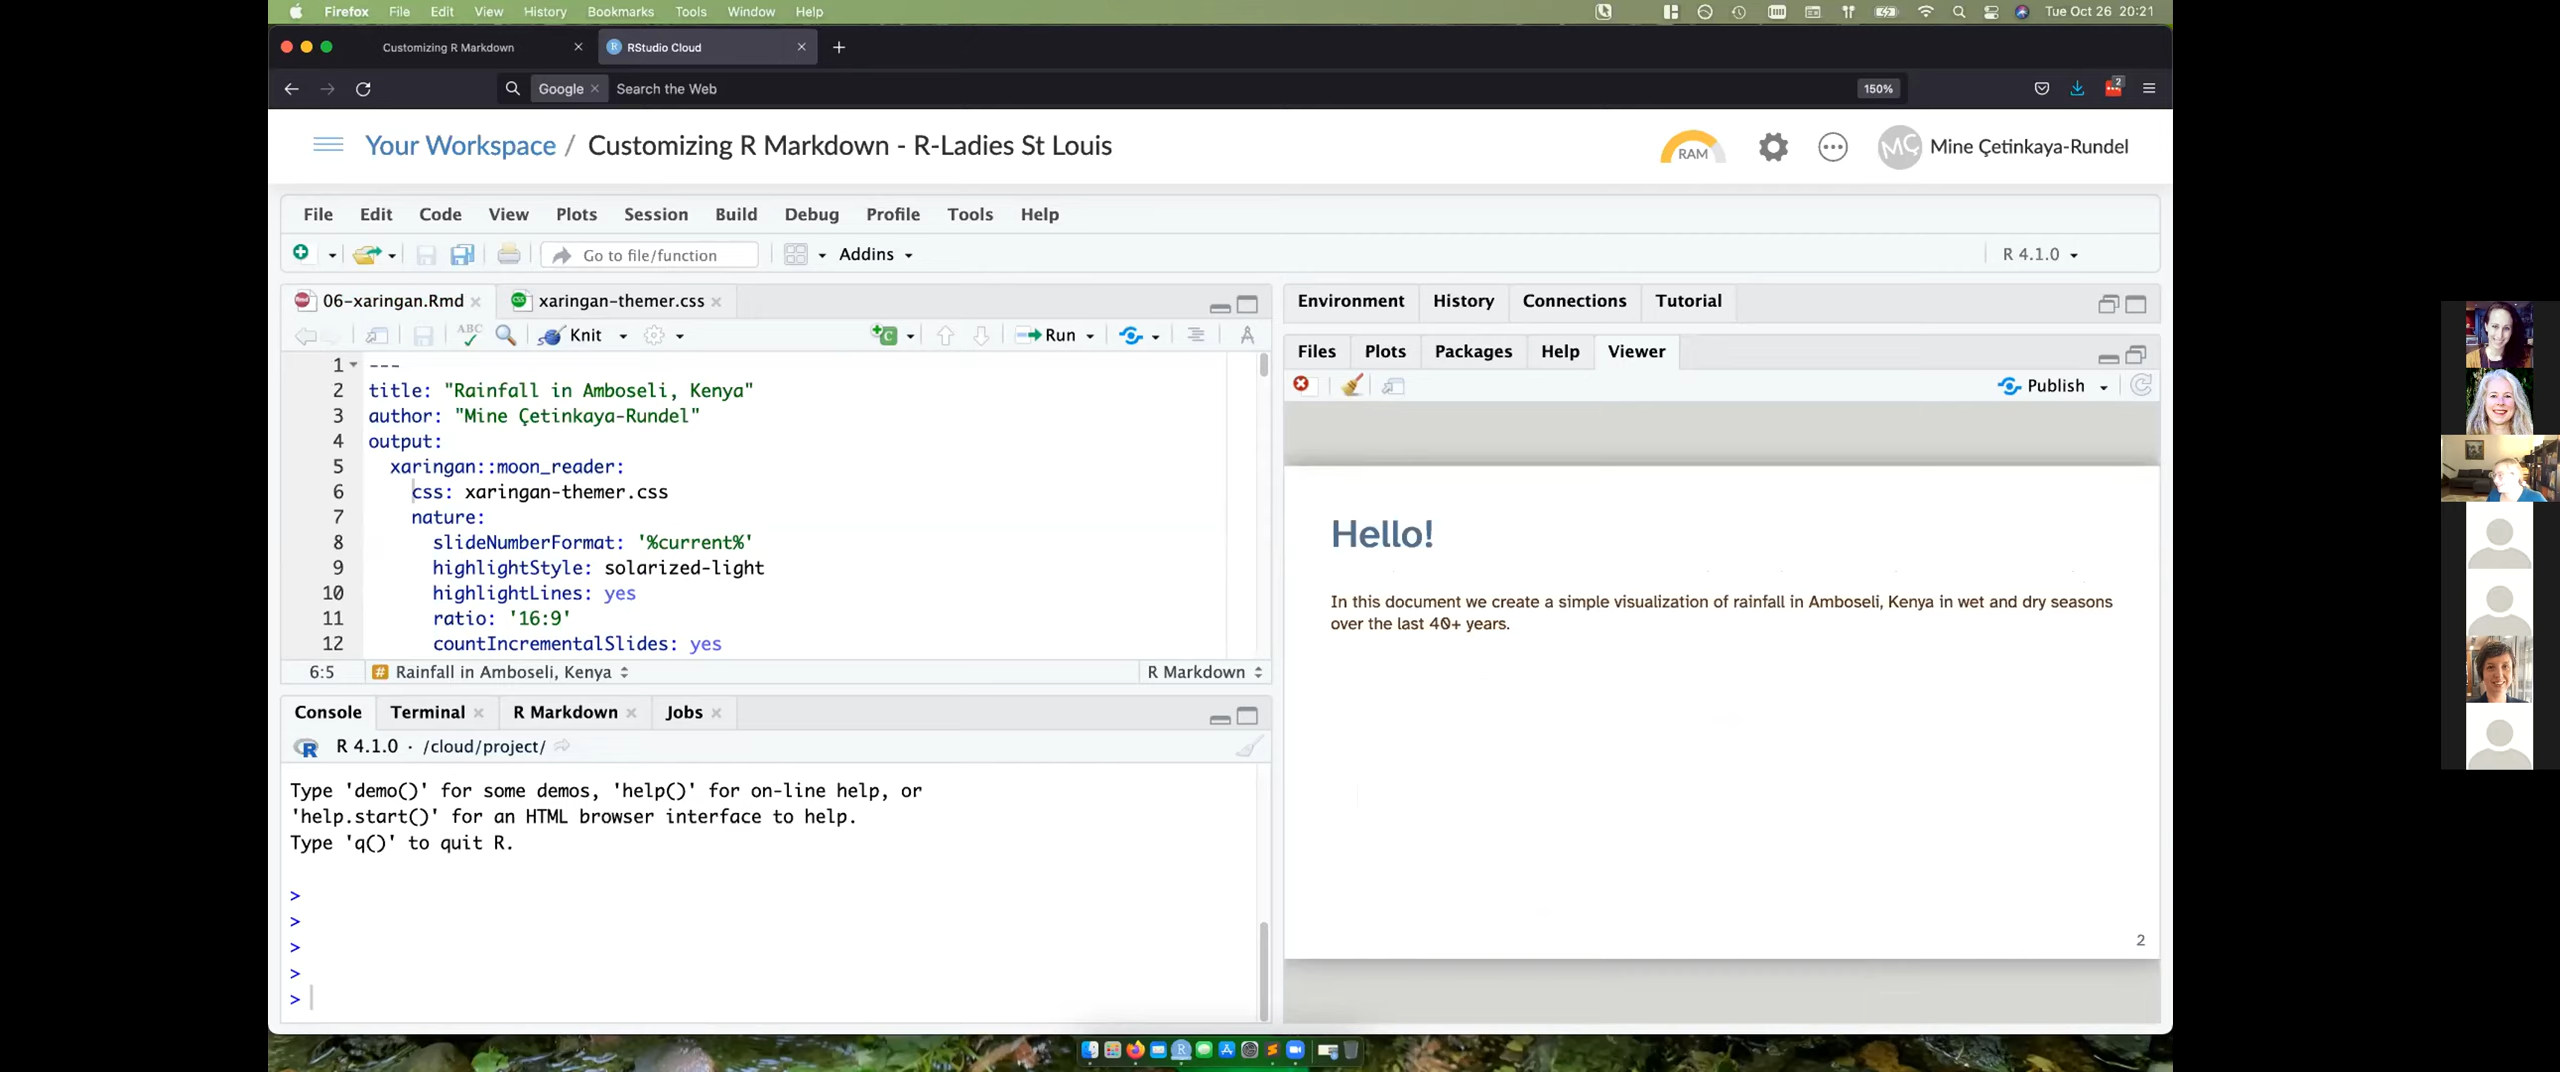 Firefox File Edit View History Bookmarks Tools Window Help
Tue Oct 26 20:21
Customizing R Markdown
RStudio Cloud
Google Search the Web
150%
2
Your Workspace / Customizing R Markdown - R-Ladies St Louis
RAM
MÇ Mine Çetinkaya-Rundel
File Edit Code View Plots Session Build Debug Profile Tools Help
Go to file/function
Addins
R 4.1.0
06-xaringan.Rmd
xaringan-themer.css
ABC
Knit
Run
1 ---
2 title: "Rainfall in Amboseli, Kenya"
3 author: "Mine Çetinkaya-Rundel"
4 output:
5 xaringan::moon_reader:
6 css: xaringan-themer.css
7 nature:
8 slideNumberFormat: '%current%'
9 highlightStyle: solarized-light
10 highlightLines: yes
11 ratio: '16:9'
12 countIncrementalSlides: yes
6:5 # Rainfall in Amboseli, Kenya
R Markdown
Console Terminal R Markdown Jobs
R 4.1.0 · /cloud/project/
Type 'demo()' for some demos, 'help()' for on-line help, or
'help.start()' for an HTML browser interface to help.
Type 'q()' to quit R.
>
>
>
>
>
Environment History Connections Tutorial
Files Plots Packages Help Viewer
Publish
Hello!
In this document we create a simple visualization of rainfall in Amboseli, Kenya in wet and dry seasons
over the last 40+ years.
2